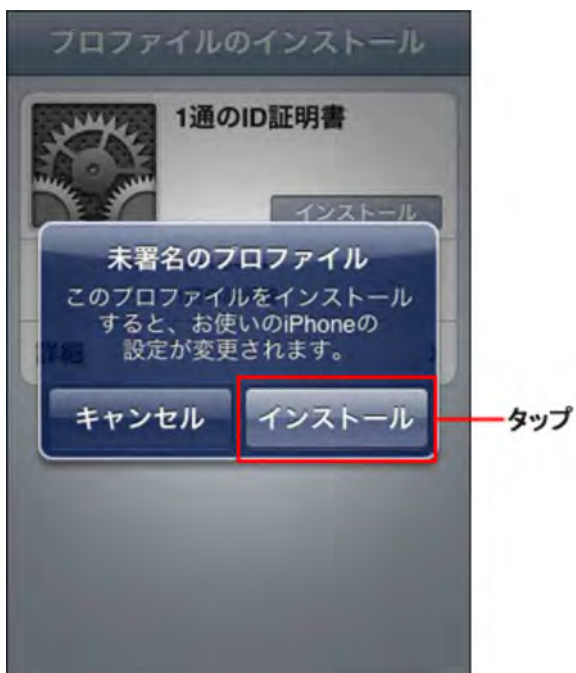 プロファイルのインストール
1通のID証明書
インストール
未署名のプロファイル
このプロファイルをインストール
すると、お使いのiPhoneの
設定が変更されます。
詳細
キャンセル
インストール
タップ